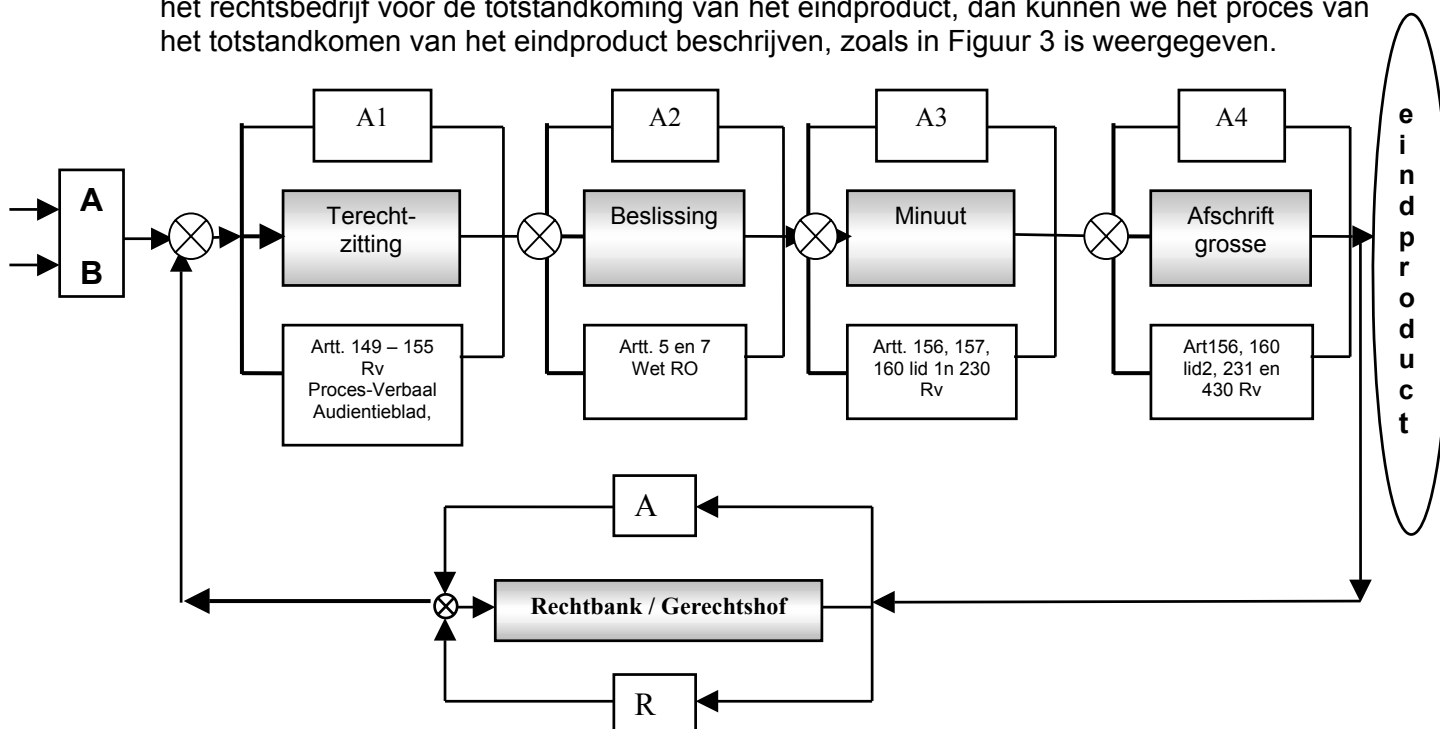 het rechtsbedrijf voor de totstandkoming van het eindproduct, dan kunnen we het proces van
het totstandkomen van het eindproduct beschrijven, zoals in Figuur 3 is weergegeven.
A1
A2
A3
A4
A
B
Terecht-
zitting
Beslissing
Minuut
Afschrift
grosse
Artt. 149 – 155
Rv
Proces-Verbaal
Audientieblad,
Artt. 5 en 7
Wet RO
Artt. 156, 157,
160 lid 1n 230
Rv
Art156, 160
lid2, 231 en
430 Rv
e
i
n
d
p
r
o
d
u
c
t
A
Rechtbank / Gerechtshof
R